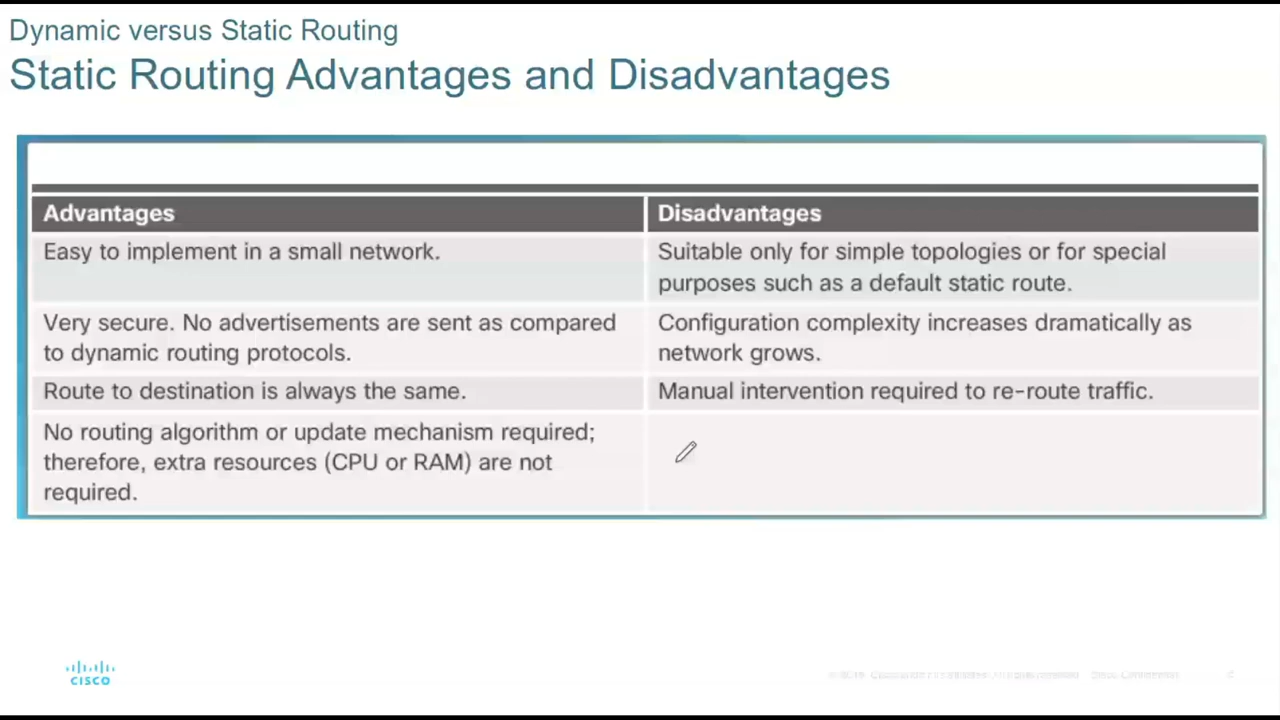 Dynamic versus Static Routing
Static Routing Advantages and Disadvantages
Advantages
Disadvantages
Easy to implement in a small network.
Suitable only for simple topologies or for special
purposes such as a default static route.
Very secure. No advertisements are sent as compared
to dynamic routing protocols.
Configuration complexity increases dramatically as
network grows.
Route to destination is always the same.
Manual intervention required to re-route traffic.
No routing algorithm or update mechanism required;
therefore, extra resources (CPU or RAM) are not
required.
CISCO